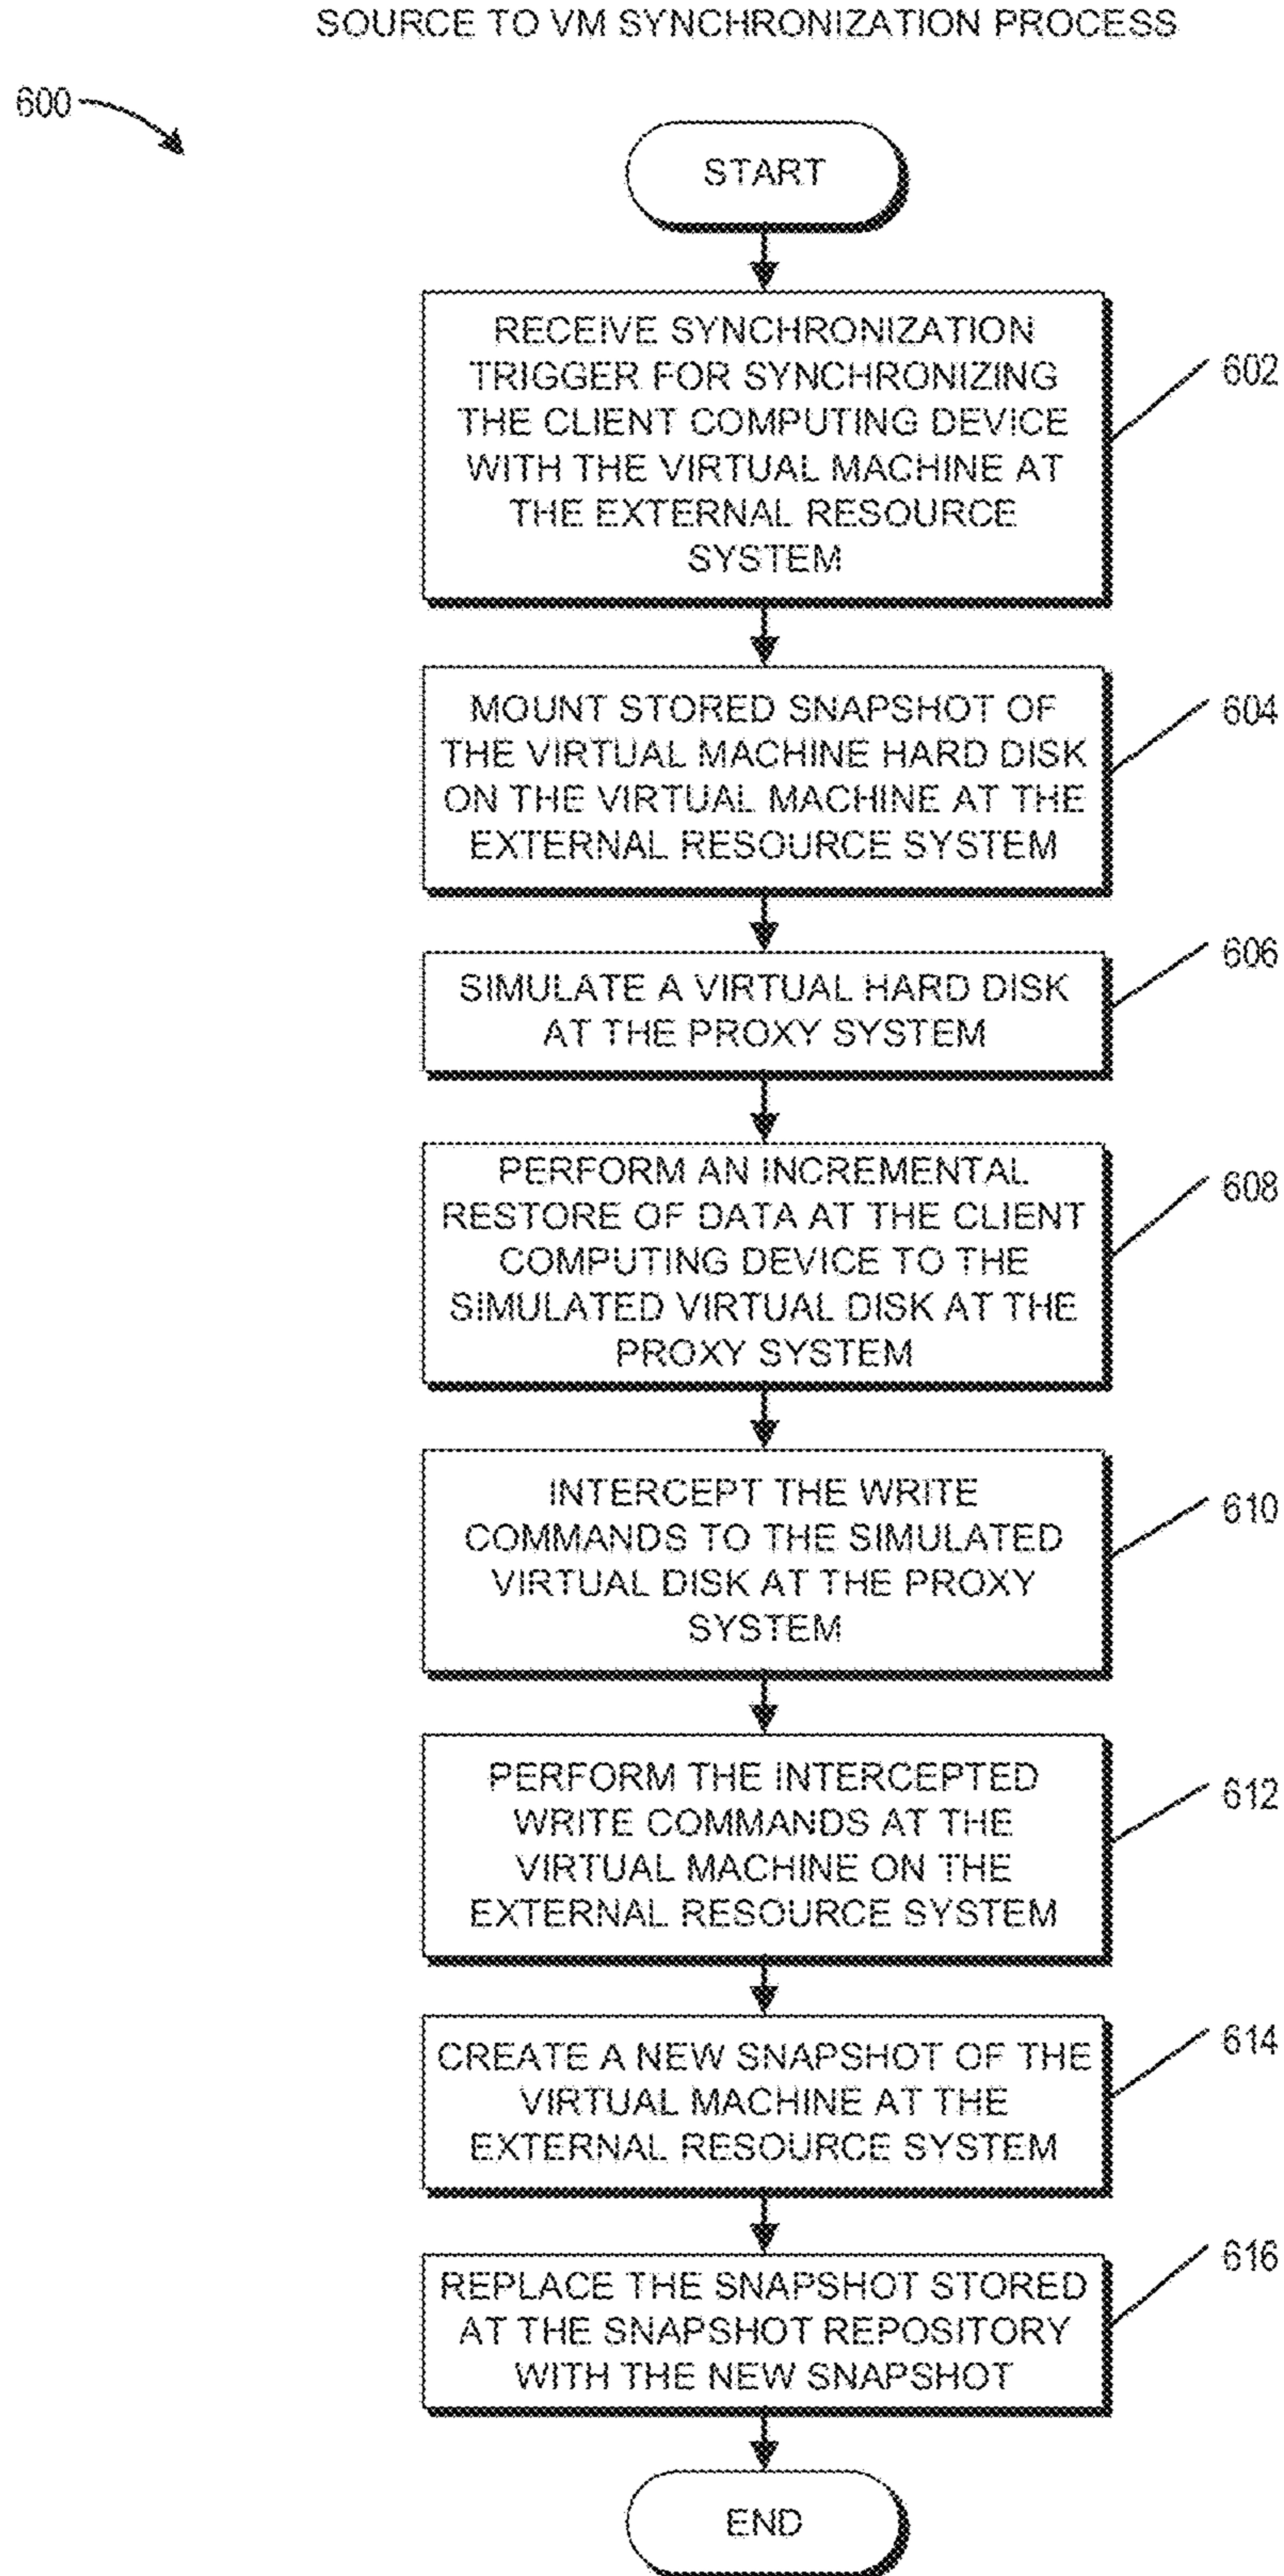 SOURCE TO VM SYNCHRONIZATION PROCESS
600
START
RECEIVE SYNCHRONIZATION
TRIGGER FOR SYNCHRONIZING
THE CLIENT COMPUTING DEVICE
WITH THE VIRTUAL MACHINE AT
THE EXTERNAL RESOURCE
SYSTEM
602
MOUNT STORED SNAPSHOT OF
THE VIRTUAL MACHINE HARD DISK
ON THE VIRTUAL MACHINE AT THE
EXTERNAL RESOURCE SYSTEM
604
SIMULATE A VIRTUAL HARD DISK
AT THE PROXY SYSTEM
606
PERFORM AN INCREMENTAL
RESTORE OF DATA AT THE CLIENT
COMPUTING DEVICE TO THE
SIMULATED VIRTUAL DISK AT THE
PROXY SYSTEM
608
INTERCEPT THE WRITE
COMMANDS TO THE SIMULATED
VIRTUAL DISK AT THE PROXY
SYSTEM
610
PERFORM THE INTERCEPTED
WRITE COMMANDS AT THE
VIRTUAL MACHINE ON THE
EXTERNAL RESOURCE SYSTEM
612
CREATE A NEW SNAPSHOT OF THE
VIRTUAL MACHINE AT THE
EXTERNAL RESOURCE SYSTEM
614
REPLACE THE SNAPSHOT STORED
AT THE SNAPSHOT REPOSITORY
WITH THE NEW SNAPSHOT
616
END